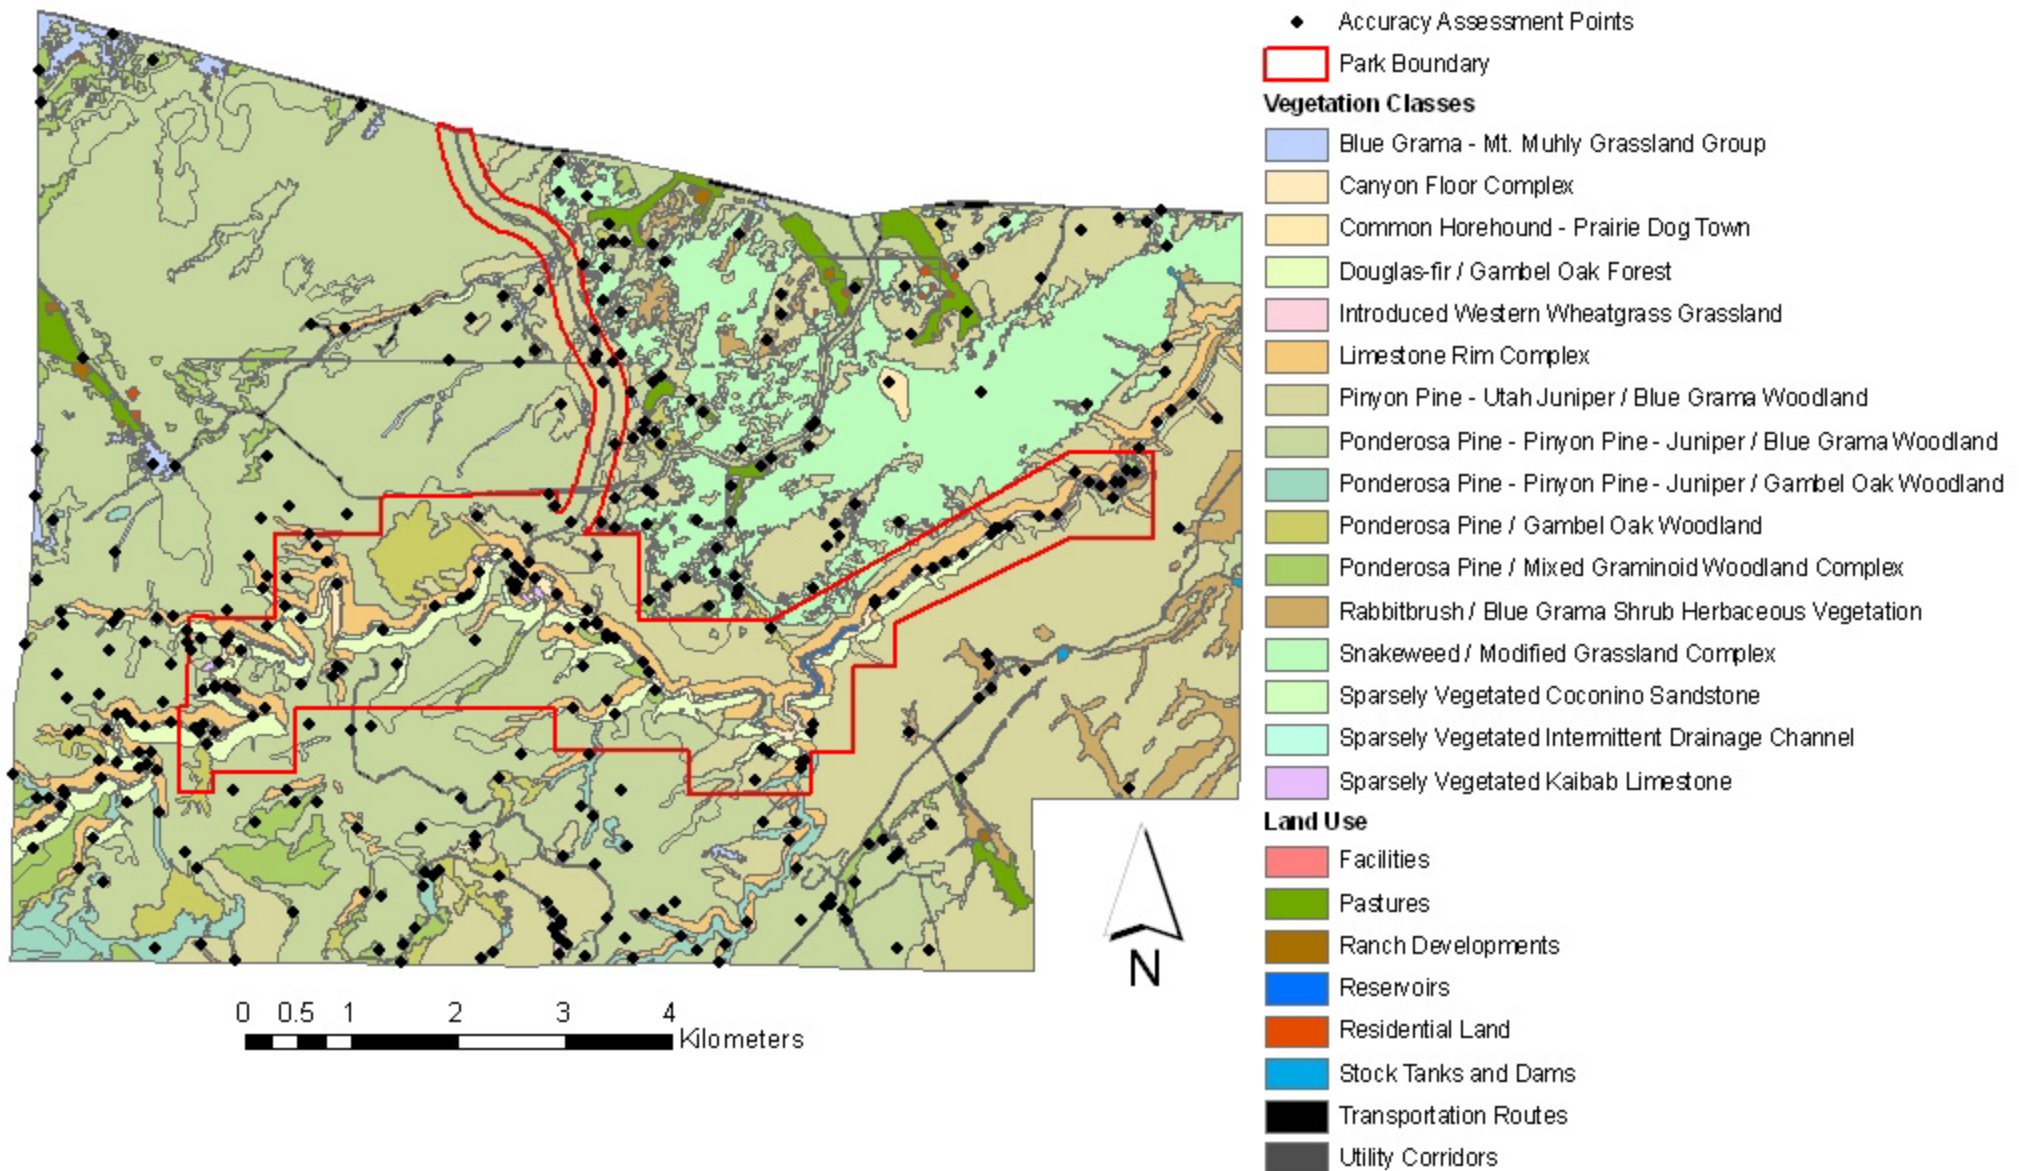 Accuracy Assessment Points
Park Boundary
Vegetation Classes
Blue Grama - Mt. Muhly Grassland Group
Canyon Floor Complex
Common Horehound - Prairie Dog Town
Douglas-fir / Gambel Oak Forest
Introduced Western Wheatgrass Grassland
Limestone Rim Complex
Pinyon Pine - Utah Juniper / Blue Grama Woodland
Ponderosa Pine - Pinyon Pine - Juniper / Blue Grama Woodland
Ponderosa Pine - Pinyon Pine - Juniper / Gambel Oak Woodland
Ponderosa Pine / Gambel Oak Woodland
Ponderosa Pine / Mixed Graminoid Woodland Complex
Rabbitbrush / Blue Grama Shrub Herbaceous Vegetation
Snakeweed / Modified Grassland Complex
Sparsely Vegetated Coconino Sandstone
Sparsely Vegetated Intermittent Drainage Channel
Sparsely Vegetated Kaibab Limestone
Land Use
Facilities
Pastures
Ranch Developments
Reservoirs
Residential Land
Stock Tanks and Dams
Transportation Routes
Utility Corridors
N
0 0.5 1 2 3 4
Kilometers